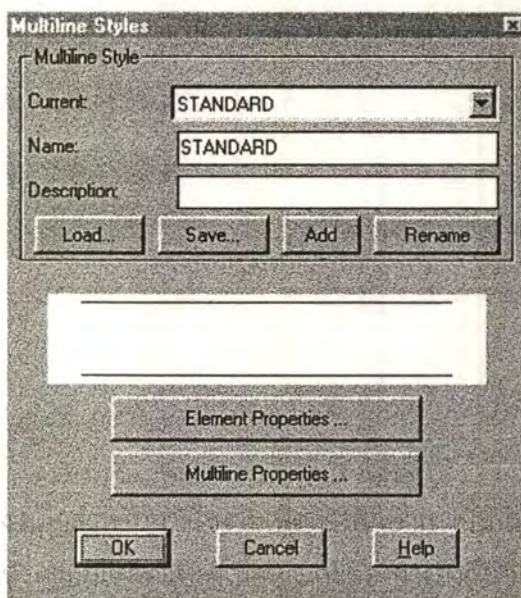 Multiline Styles
Multiline Style
Current: STANDARD
Name: STANDARD
Description:
Load... Save... Add Rename
Element Properties ...
Multiline Properties ...
OK Cancel Help